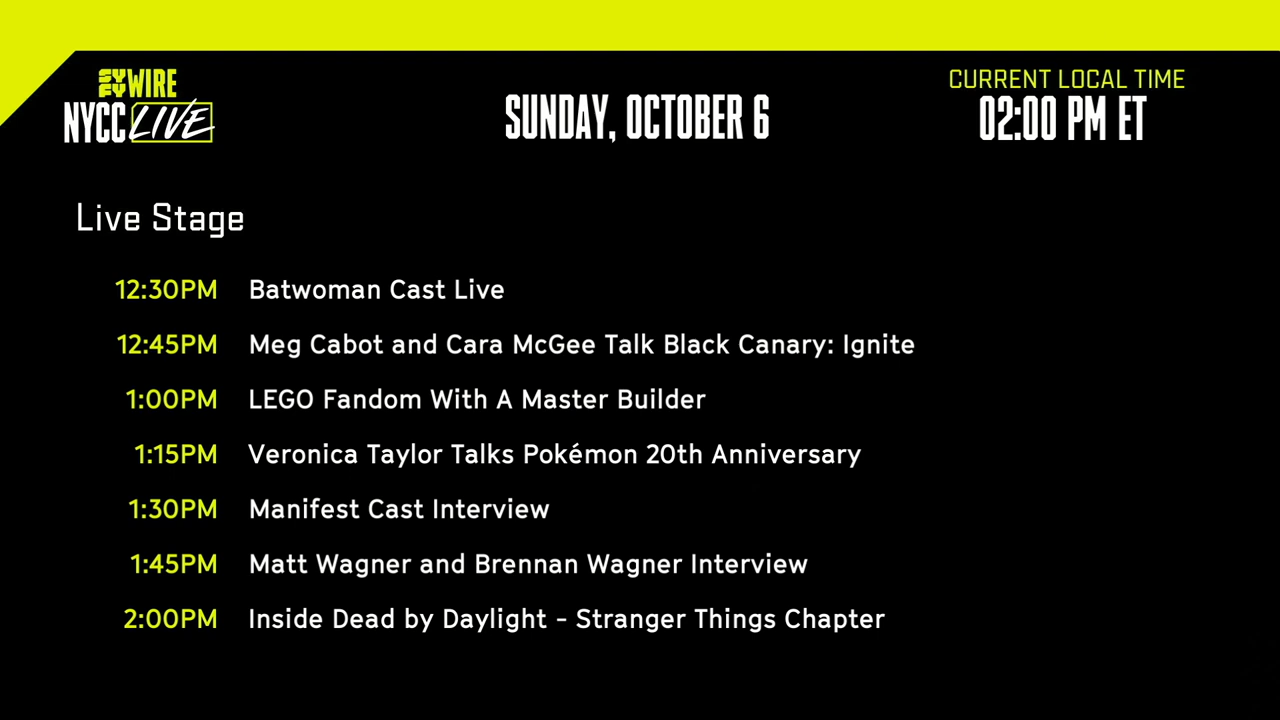 SYFY WIRE
NYCC LIVE
SUNDAY, OCTOBER 6
CURRENT LOCAL TIME
02:00 PM ET
Live Stage
12:30PM Batwoman Cast Live
12:45PM Meg Cabot and Cara McGee Talk Black Canary: Ignite
1:00PM LEGO Fandom With A Master Builder
1:15PM Veronica Taylor Talks Pokémon 20th Anniversary
1:30PM Manifest Cast Interview
1:45PM Matt Wagner and Brennan Wagner Interview
2:00PM Inside Dead by Daylight - Stranger Things Chapter